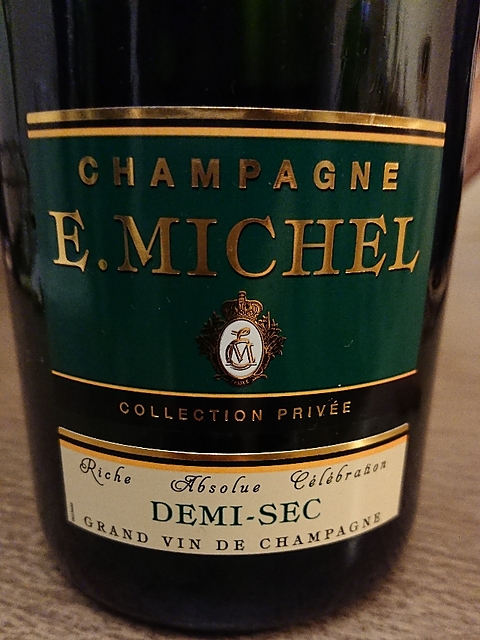 CHAMPAGNE
E.MICHEL
COLLECTION PRIVÉE
Riche Absolue Célébration
DEMI-SEC
GRAND VIN DE CHAMPAGNE